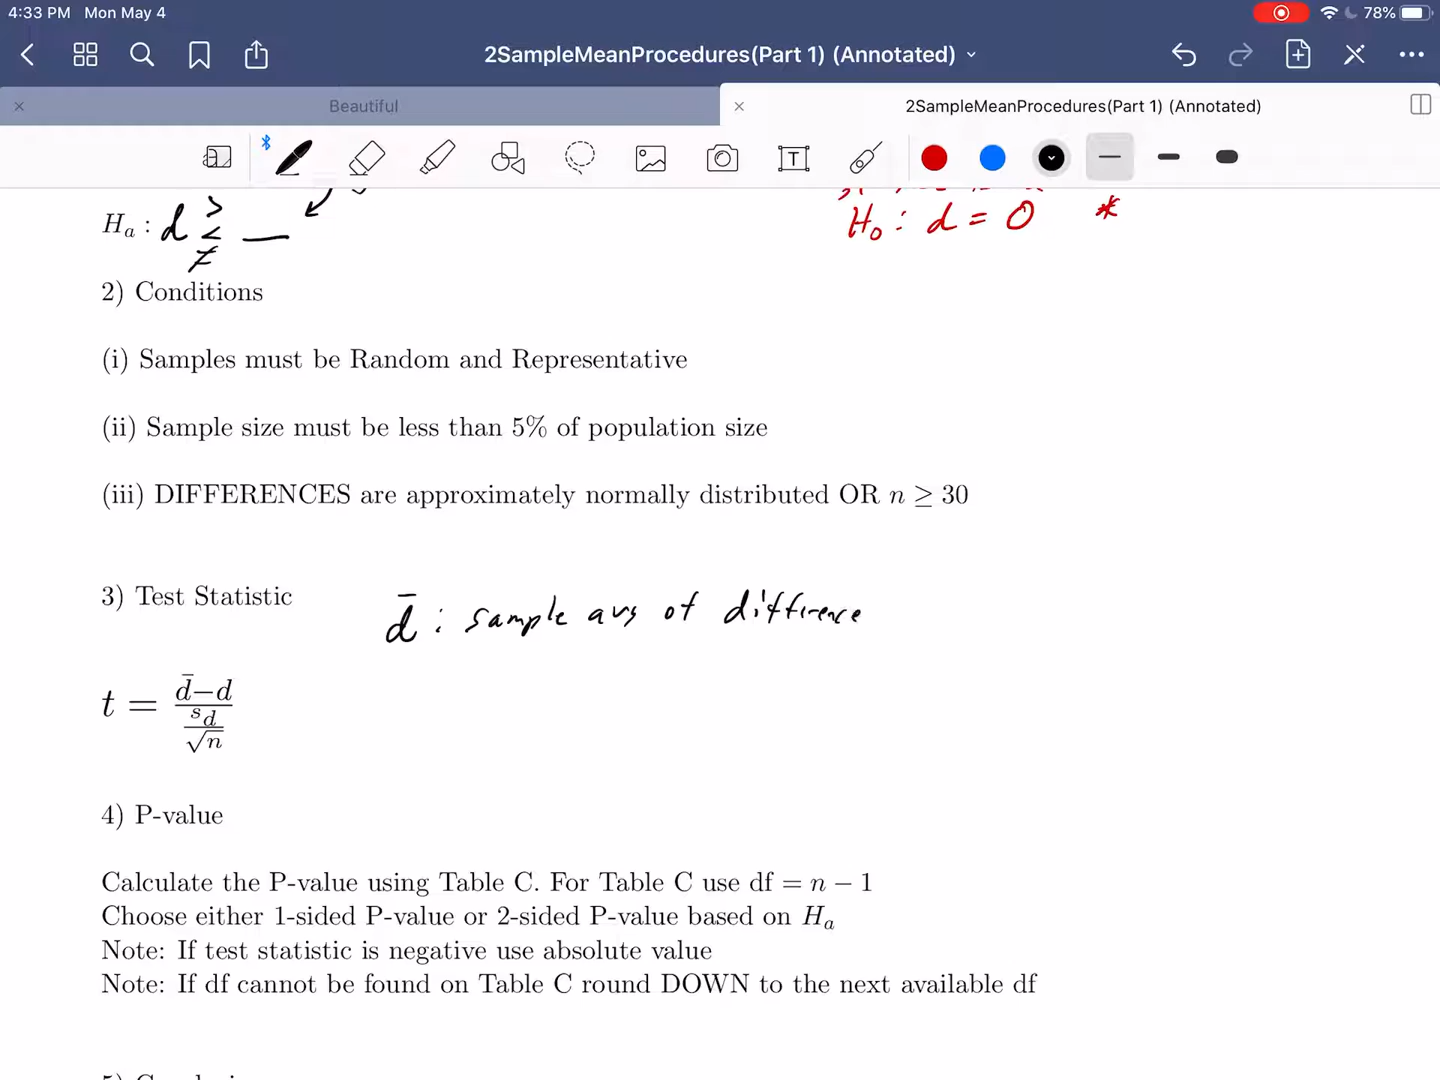 4:33 PM Mon May 4 78%
2SampleMeanProcedures(Part 1) (Annotated)
Beautiful
2SampleMeanProcedures(Part 1) (Annotated)
T
Hₐ : d > < ≠ __
H₀ : d = 0 *
2) Conditions
(i) Samples must be Random and Representative
(ii) Sample size must be less than 5% of population size
(iii) DIFFERENCES are approximately normally distributed OR n ≥ 30
3) Test Statistic
d̄ : sample avg of difference
t = (d̄−d)/(s_d/√n)
4) P-value
Calculate the P-value using Table C. For Table C use df = n − 1
Choose either 1-sided P-value or 2-sided P-value based on Hₐ
Note: If test statistic is negative use absolute value
Note: If df cannot be found on Table C round DOWN to the next available df